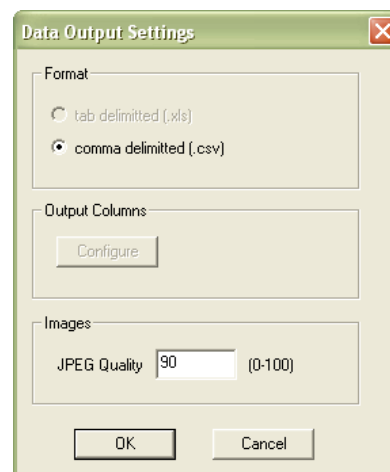 Data Output Settings
Format
tab delimitted (.xls)
comma delimitted (.csv)
Output Columns
Configure
Images
JPEG Quality 90 (0-100)
OK Cancel